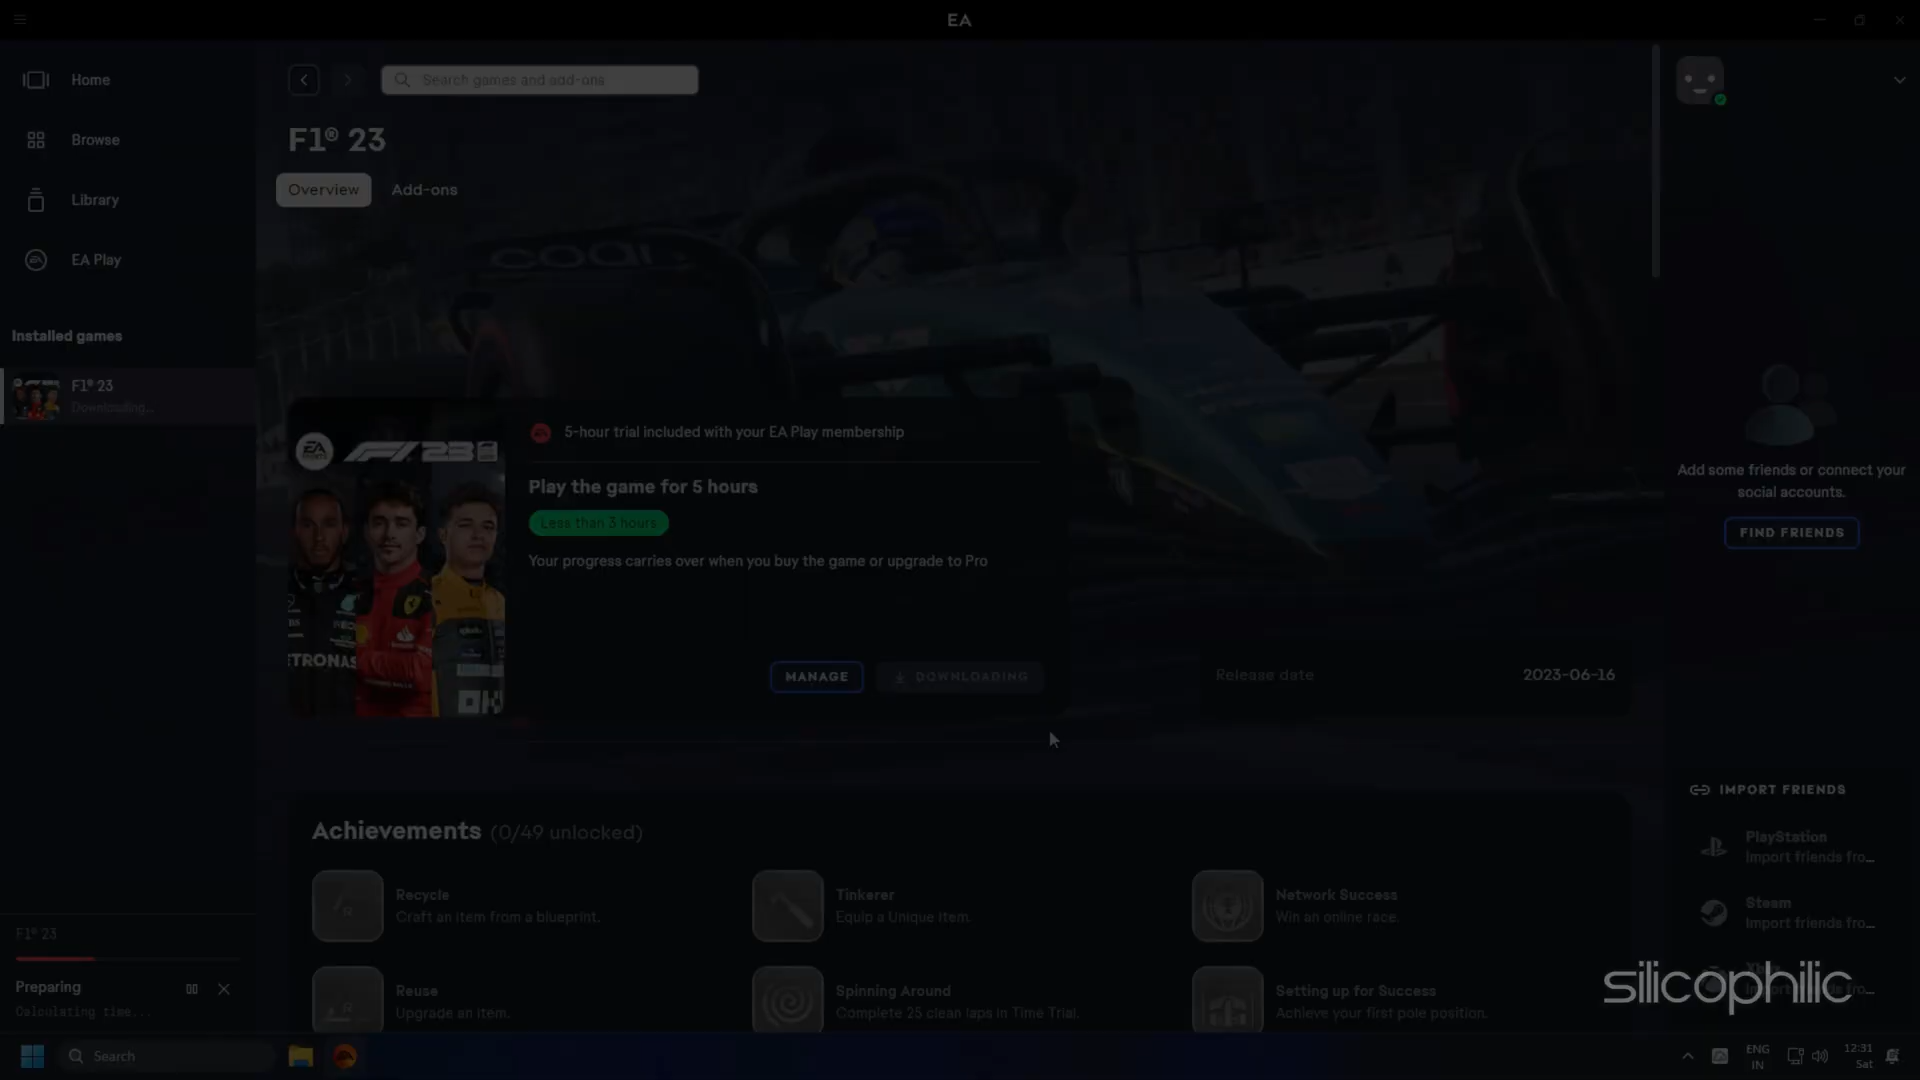 EA
Home
Browse
Library
EA Play
Installed games
F1® 23
Downloading...
Search games and add-ons
F1® 23
Overview
Add-ons
5-hour trial included with your EA Play membership
Play the game for 5 hours
Less than 3 hours
Your progress carries over when you buy the game or upgrade to Pro
MANAGE
DOWNLOADING
Release date
2023-06-16
Achievements (0/49 unlocked)
Recycle
Craft an item from a blueprint.
Tinkerer
Equip a Unique item.
Network Success
Win an online race.
Reuse
Upgrade an item.
Spinning Around
Complete 25 clean laps in Time Trial.
Setting up for Success
Achieve your first pole position.
Add some friends or connect your
social accounts.
FIND FRIENDS
IMPORT FRIENDS
PlayStation
Import friends fro...
Steam
Import friends fro...
silicophilic
F1® 23
Preparing
Calculating time...
Search
ENG
IN
12:31
Sat